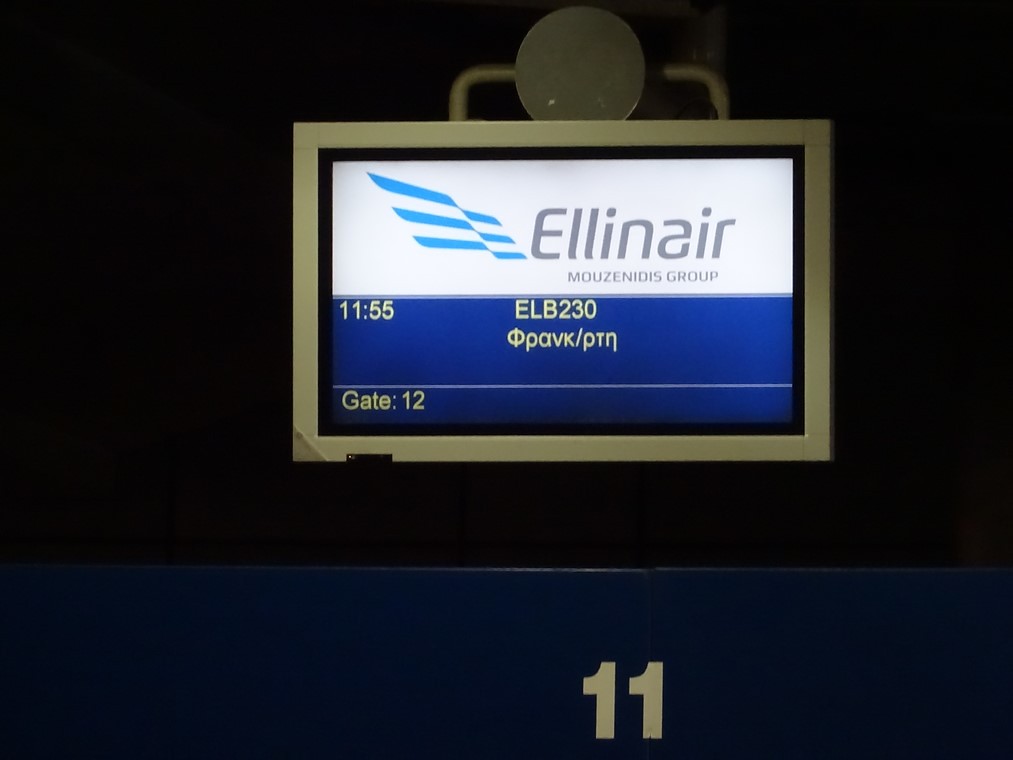 Ellinair
MOUZENIDIS GROUP
11:55 ELB230
Φρανκ/ρτη
Gate: 12
11